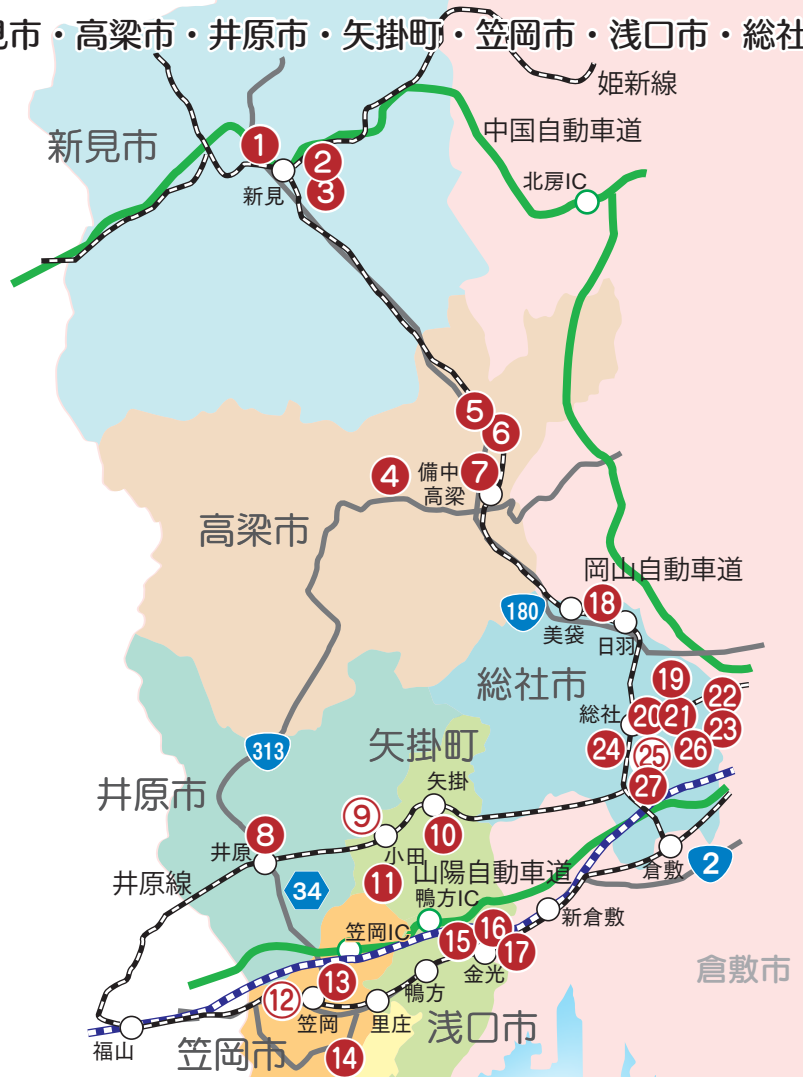 見市・高梁市・井原市・矢掛町・笠岡市・浅口市・総社
姫新線
中国自動車道
新見市
1
2
北房IC
3
新見
5
6
4
備中
高梁
7
高梁市
岡山自動車道
180
18
美袋
日羽
総社市
19
22
総社
20
21
23
矢掛町
24
25
26
313
27
井原市
矢掛
9
8
10
小田
井原
山陽自動車道
倉敷
2
井原線
11
34
鴨方IC
新倉敷
笠岡IC
15
16
17
金光
倉敷市
13
12
鴨方
笠岡
里庄
浅口市
福山
笠岡市
14